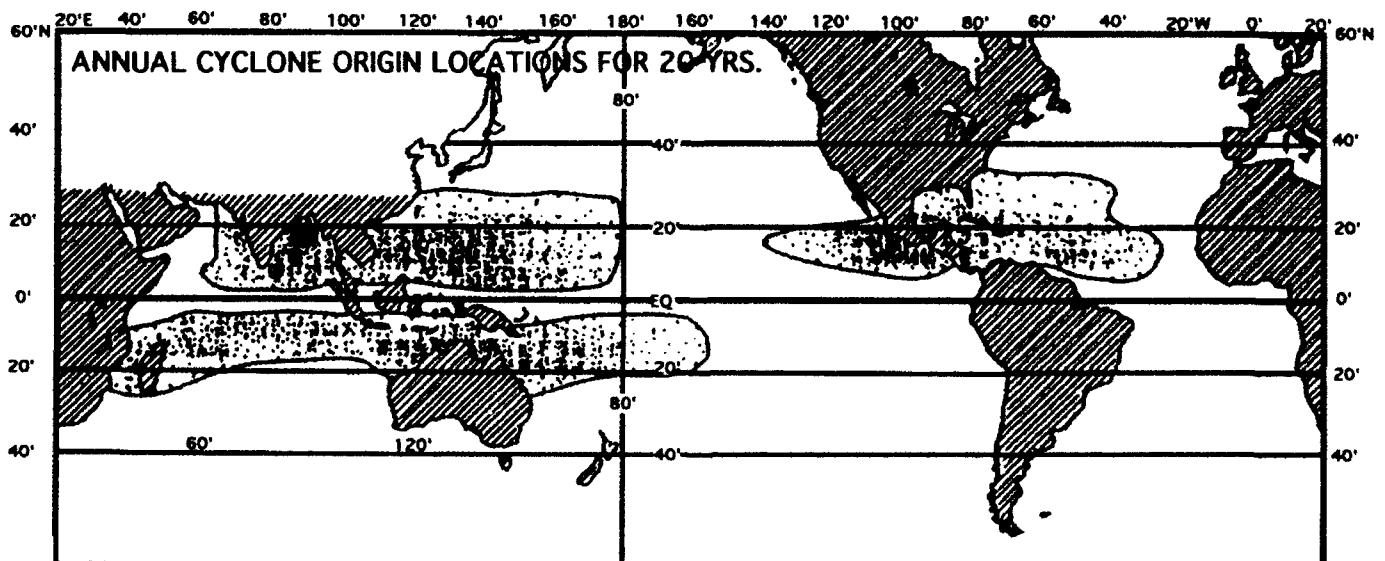 20'E 40' 60' 80' 100' 120' 140' 160' 180' 160' 140' 120' 100' 80' 60' 40' 20'W 0' 20'
60'N 60'N
ANNUAL CYCLONE ORIGIN LOCATIONS FOR 20 YRS.
80'
40' 40' 40'
20' 20' 20'
0' EQ 0'
20' 20' 20'
80'
40' 60' 120' 40' 40'